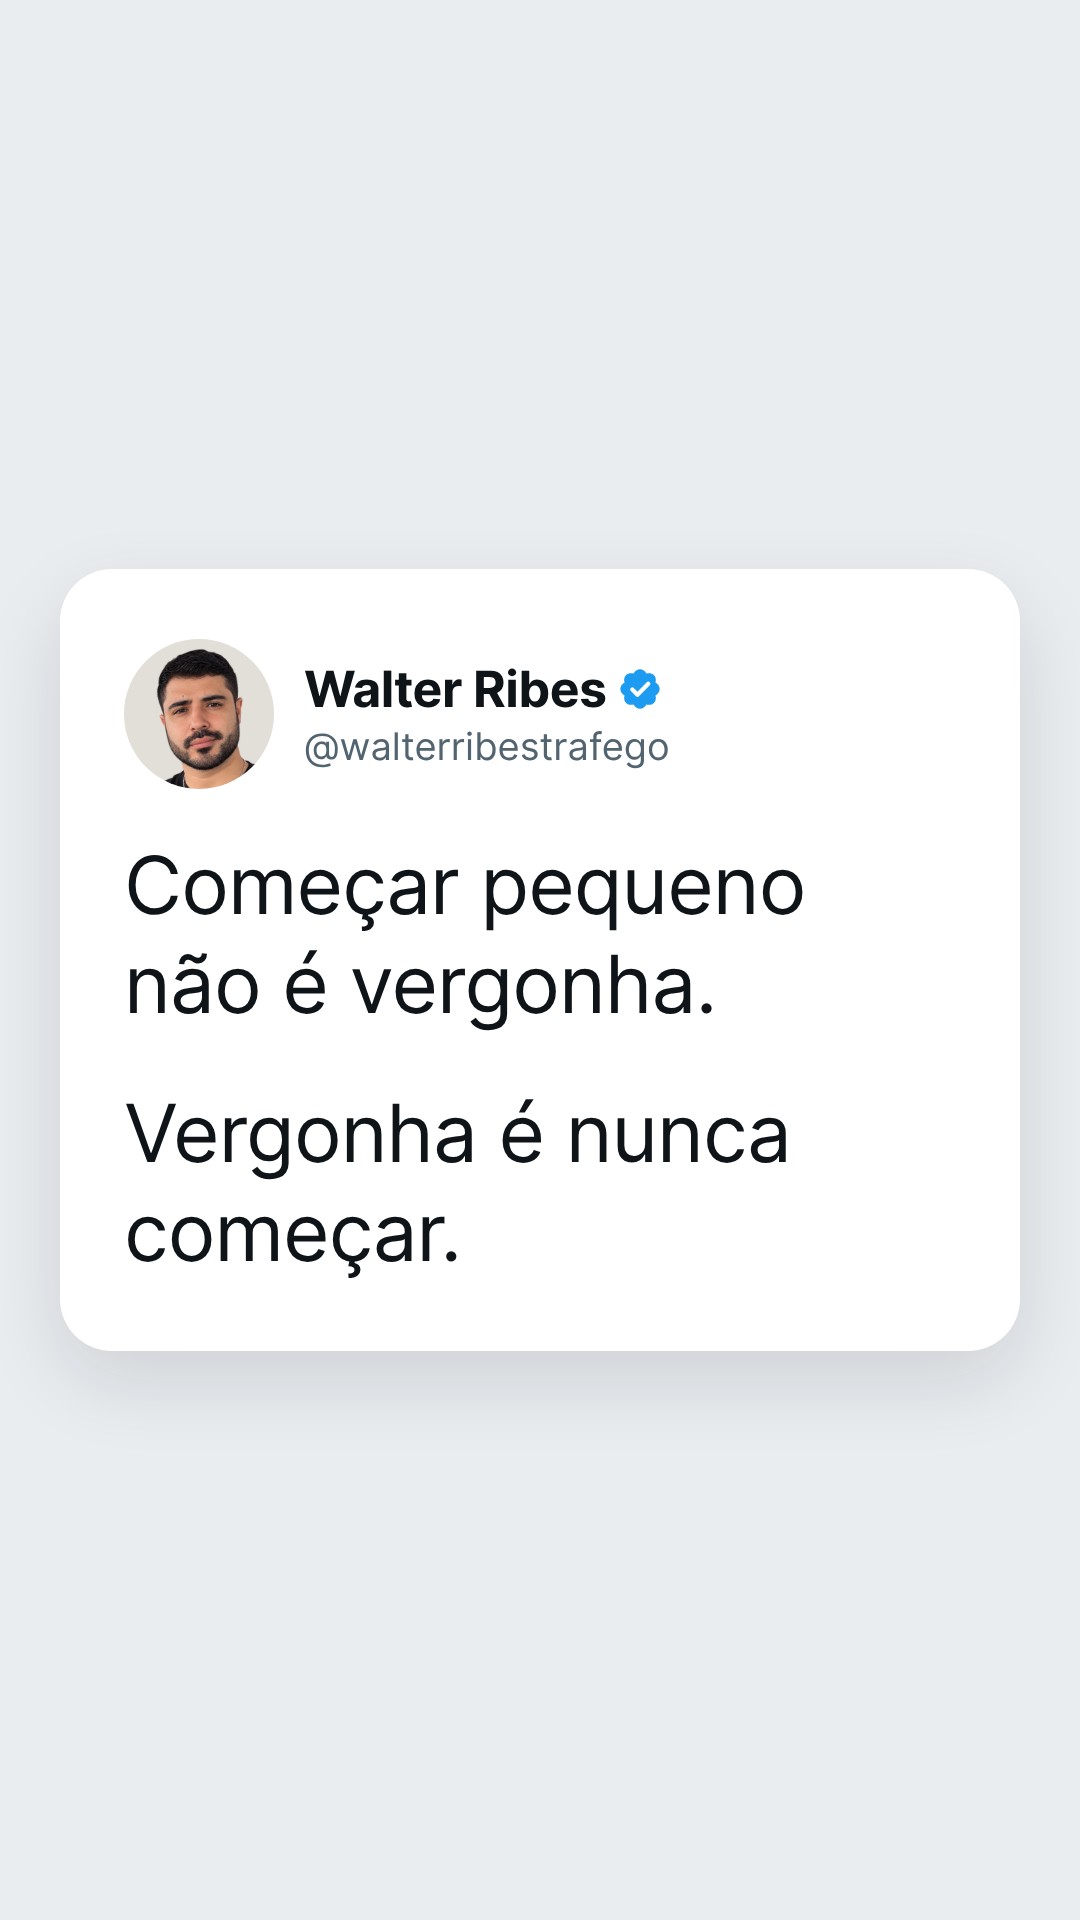 Walter Ribes
@walterribestrafego
Começar pequeno
não é vergonha.
Vergonha é nunca
começar.